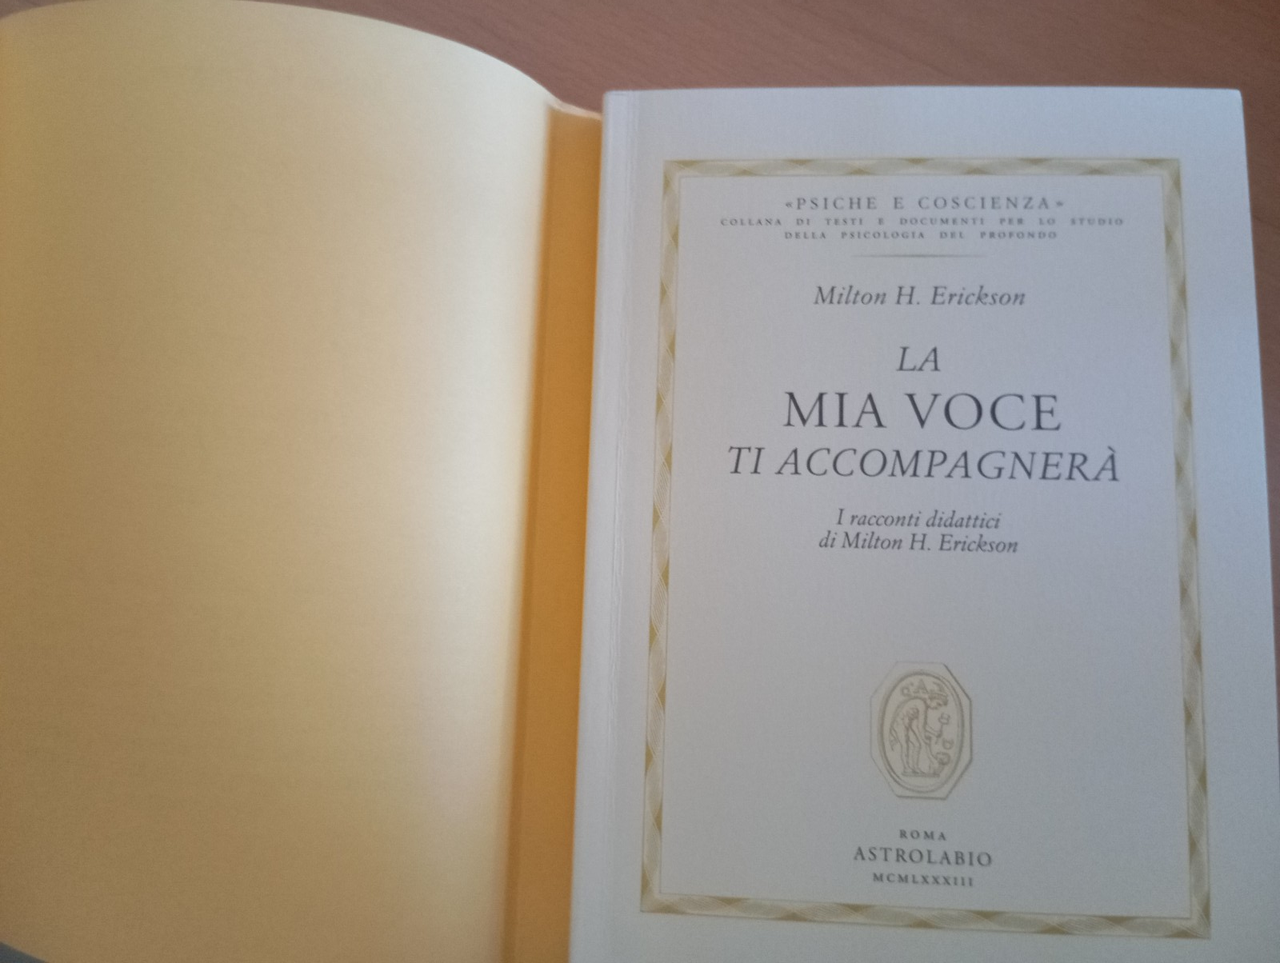 «PSICHE E COSCIENZA»
COLLANA DI TESTI E DOCUMENTI PER LO STUDIO
DELLA PSICOLOGIA DEL PROFONDO
Milton H. Erickson
LA
MIA VOCE
TI ACCOMPAGNERÀ
I racconti didattici
di Milton H. Erickson
ROMA
ASTROLABIO
MCMLXXXIII